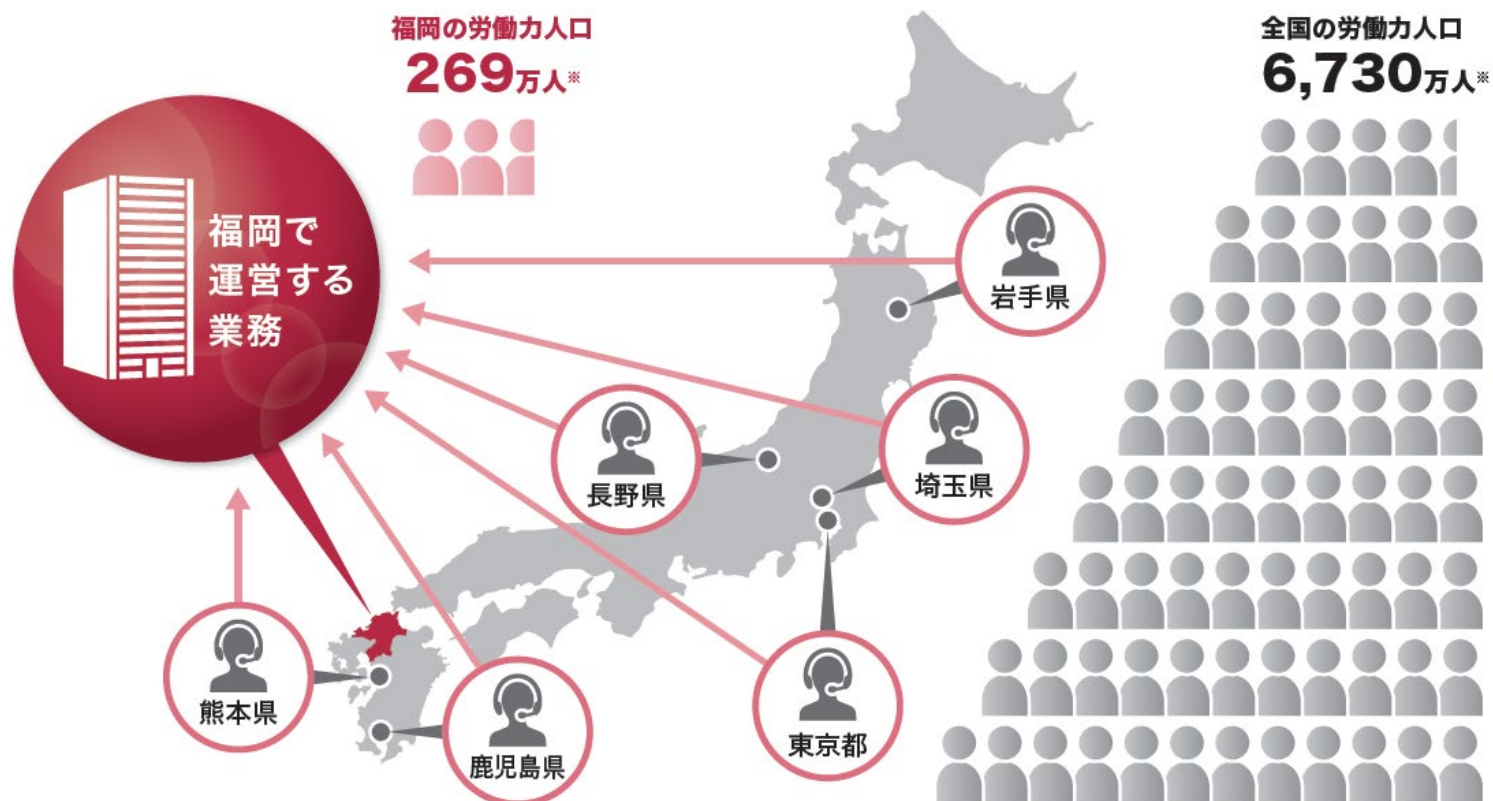 福岡の労働力人口
269万人※
全国の労働力人口
6,730万人※
福岡で
運営する
業務
岩手県
埼玉県
長野県
熊本県
鹿児島県
東京都